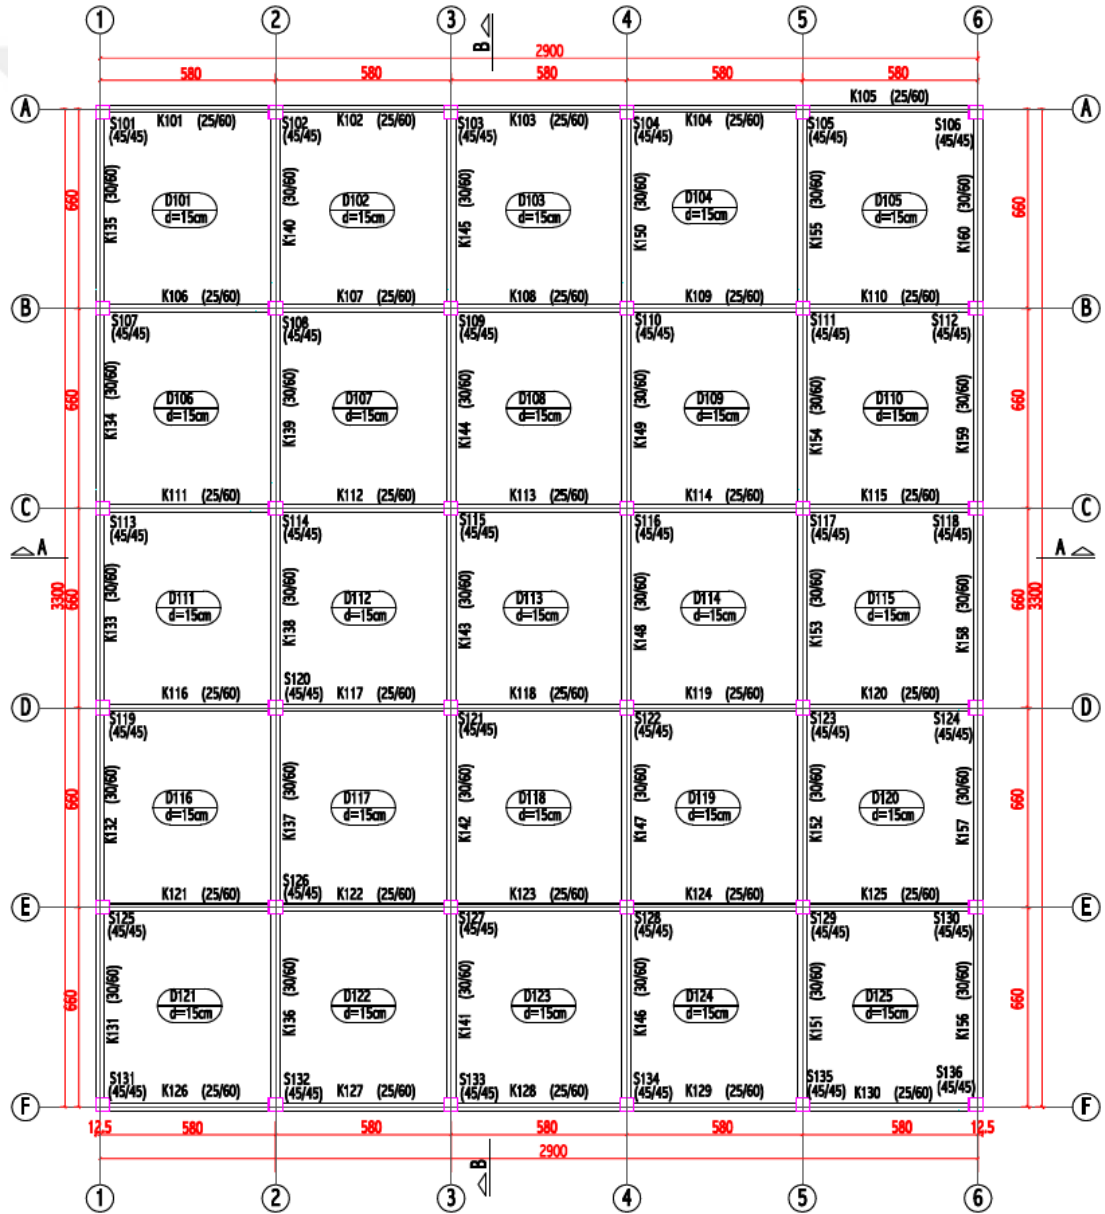 1 2 3 4 5 6
B
2900
580 580 580 580 580
K105 (25/60)
A A
S101 (45/45) K101 (25/60) S102 (45/45) K102 (25/60) S103 (45/45) K103 (25/60) S104 (45/45) K104 (25/60) S105 (45/45) S106 (45/45)
660 K135 (30/60) K140 (30/60) K145 (30/60) K150 (30/60) K155 (30/60) K160 (30/60) 660
D101 D102 D103 D104 D105
d=15cm d=15cm d=15cm d=15cm d=15cm
K106 (25/60) K107 (25/60) K108 (25/60) K109 (25/60) K110 (25/60)
B B
S107 S108 S109 S110 S111 S112
(45/45) (45/45) (45/45) (45/45) (45/45) (45/45)
660 K134 (30/60) K139 (30/60) K144 (30/60) K149 (30/60) K154 (30/60) K159 (30/60) 660
D106 D107 D108 D109 D110
d=15cm d=15cm d=15cm d=15cm d=15cm
K111 (25/60) K112 (25/60) K113 (25/60) K114 (25/60) K115 (25/60)
C C
S113 S114 S115 S116 S117 S118
(45/45) (45/45) (45/45) (45/45) (45/45) (45/45)
A A
3300 660 K133 (30/60) K138 (30/60) K143 (30/60) K148 (30/60) K153 (30/60) K158 (30/60) 660 3300
D111 D112 D113 D114 D115
d=15cm d=15cm d=15cm d=15cm d=15cm
S120
K116 (25/60) (45/45) K117 (25/60) K118 (25/60) K119 (25/60) K120 (25/60)
D D
S119 S121 S122 S123 S124
(45/45) (45/45) (45/45) (45/45) (45/45)
660 K132 (30/60) K137 (30/60) K142 (30/60) K147 (30/60) K152 (30/60) K157 (30/60) 660
D116 D117 D118 D119 D120
d=15cm d=15cm d=15cm d=15cm d=15cm
S126
K121 (25/60) (45/45) K122 (25/60) K123 (25/60) K124 (25/60) K125 (25/60)
E E
S125 S127 S128 S129 S130
(45/45) (45/45) (45/45) (45/45) (45/45)
660 K131 (30/60) K136 (30/60) K141 (30/60) K146 (30/60) K151 (30/60) K156 (30/60) 660
D121 D122 D123 D124 D125
d=15cm d=15cm d=15cm d=15cm d=15cm
S131 S132 S133 S134 S135 S136
(45/45) K126 (25/60) (45/45) K127 (25/60) (45/45) K128 (25/60) (45/45) K129 (25/60) (45/45) K130 (25/60) (45/45)
F F
12,5 580 580 580 580 580 12,5
2900
B
1 2 3 4 5 6